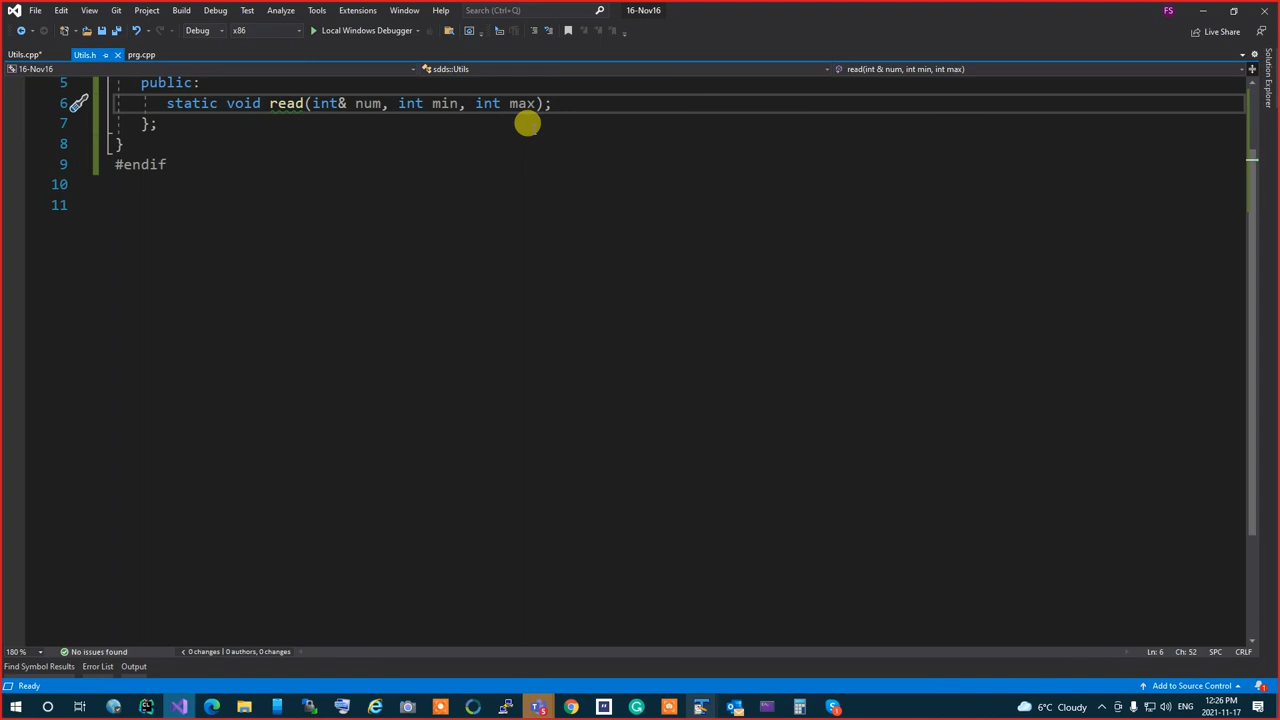 File Edit View Git Project Build Debug Test Analyze Tools Extensions Window Help Search (Ctrl+Q) 16-Nov16 FS
Debug x86 Local Windows Debugger Live Share
Utils.cpp* Utils.h prg.cpp
16-Nov16 sdds::Utils read(int & num, int min, int max)
Solution Explorer
5 public:
6 static void read(int& num, int min, int max);
7 };
8 }
9 #endif
10
11
180 % No issues found 0 changes | 0 authors, 0 changes Ln: 6 Ch: 52 SPC CRLF
Find Symbol Results Error List Output
Ready Add to Source Control
6°C Cloudy ENG 12:26 PM
2021-11-17